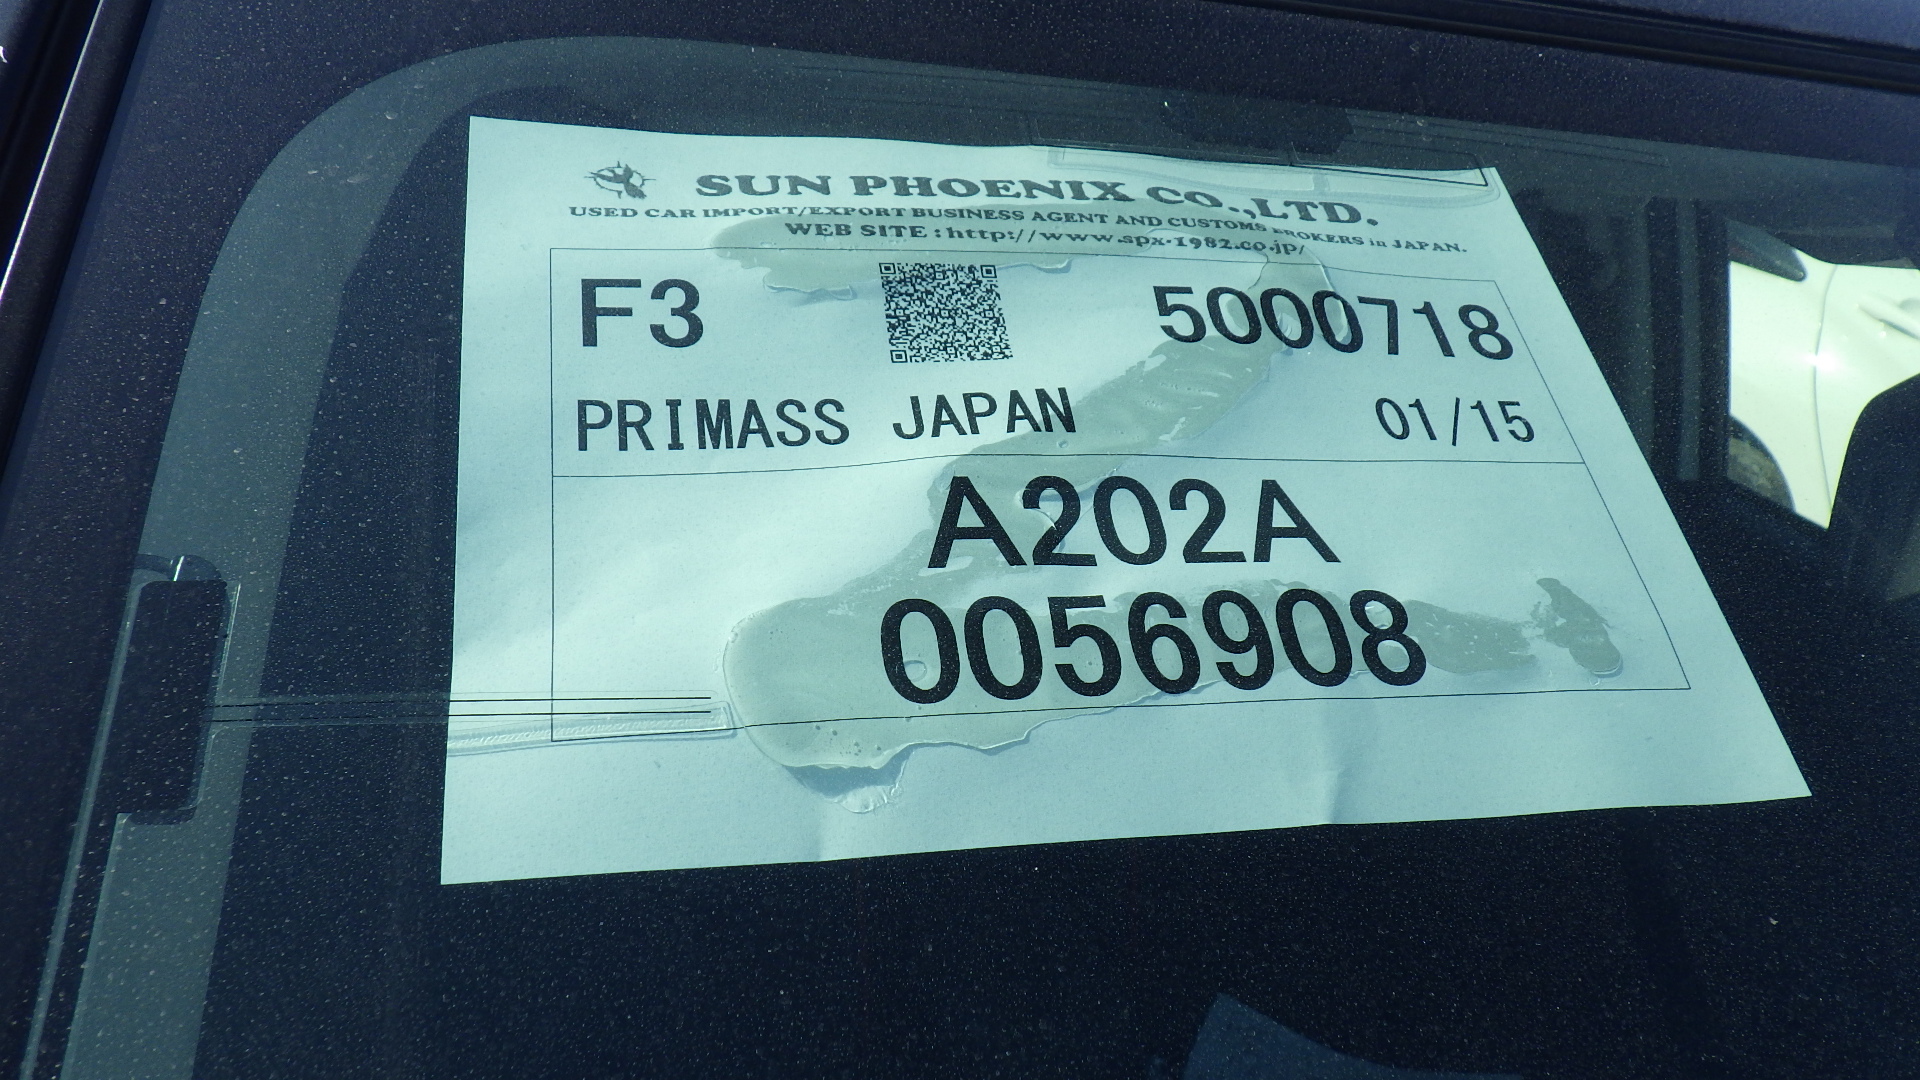 SUN PHOENIX CO.,LTD.
USED CAR IMPORT/EXPORT BUSINESS AGENT AND CUSTOMS BROKERS in JAPAN.
WEB SITE : http://www.spx-1982.co.jp/
F3 5000718
PRIMASS JAPAN 01/15
A202A
0056908